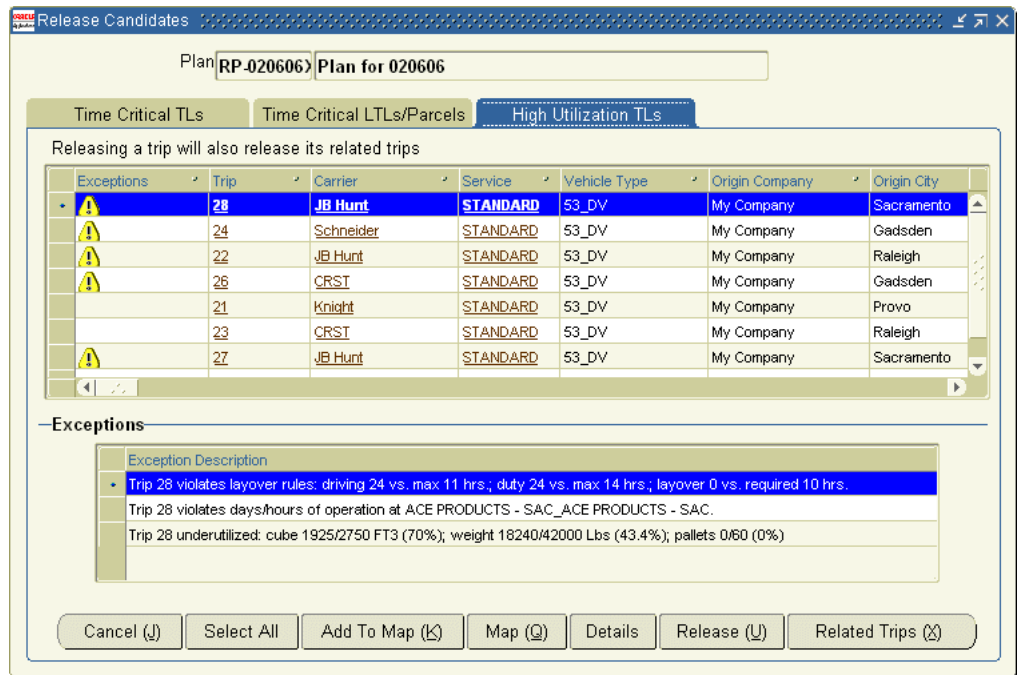 ORACLE Release Candidates
Plan RP-020606X Plan for 020606
Time Critical TLs Time Critical LTLs/Parcels High Utilization TLs
Releasing a trip will also release its related trips
Exceptions Trip Carrier Service Vehicle Type Origin Company Origin City
28 JB Hunt STANDARD 53_DV My Company Sacramento
24 Schneider STANDARD 53_DV My Company Gadsden
22 JB Hunt STANDARD 53_DV My Company Raleigh
26 CRST STANDARD 53_DV My Company Gadsden
21 Knight STANDARD 53_DV My Company Provo
23 CRST STANDARD 53_DV My Company Raleigh
27 JB Hunt STANDARD 53_DV My Company Sacramento
Exceptions
Exception Description
Trip 28 violates layover rules: driving 24 vs. max 11 hrs.; duty 24 vs. max 14 hrs.; layover 0 vs. required 10 hrs.
Trip 28 violates days/hours of operation at ACE PRODUCTS - SAC_ACE PRODUCTS - SAC.
Trip 28 underutilized: cube 1925/2750 FT3 (70%); weight 18240/42000 Lbs (43.4%); pallets 0/60 (0%)
Cancel (J) Select All Add To Map (K) Map (Q) Details Release (U) Related Trips (X)